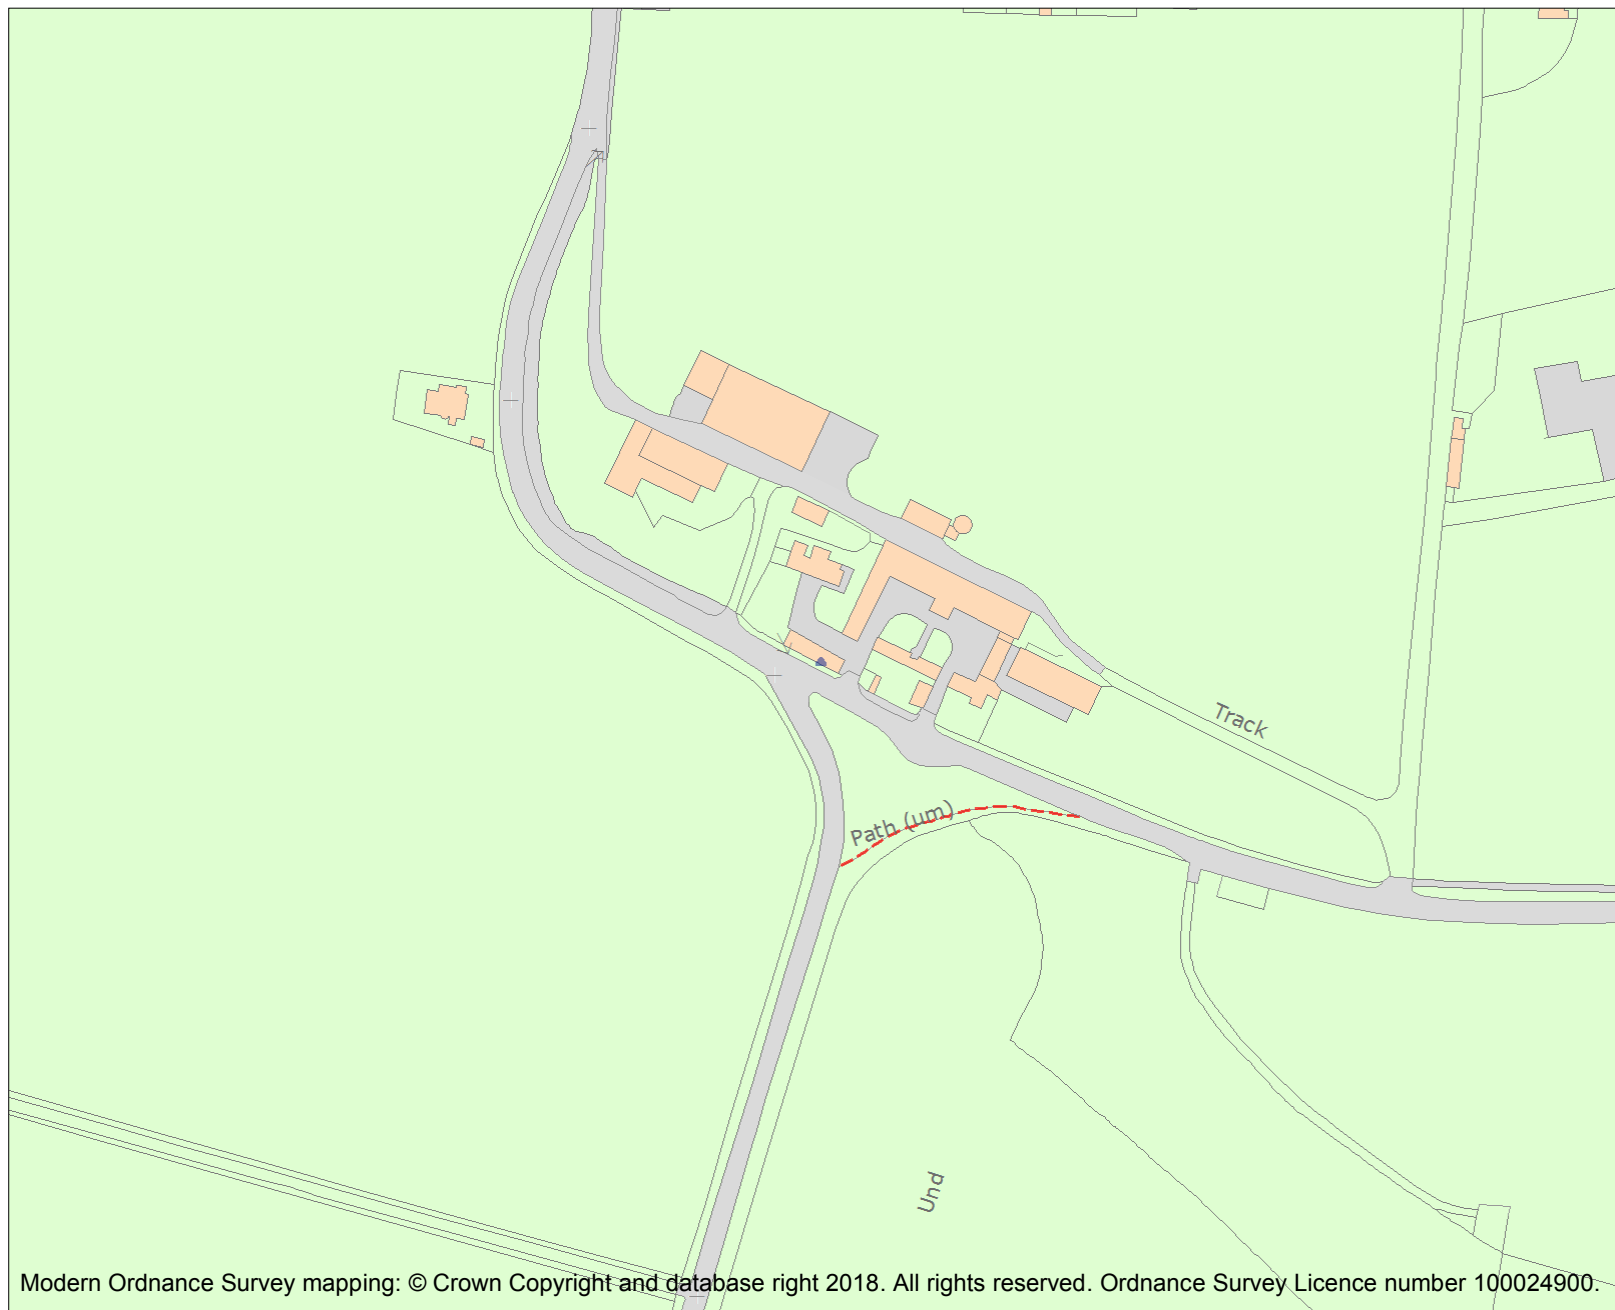 Track
Path (um)
Und
Modern Ordnance Survey mapping: © Crown Copyright and database right 2018. All rights reserved. Ordnance Survey Licence number 100024900.